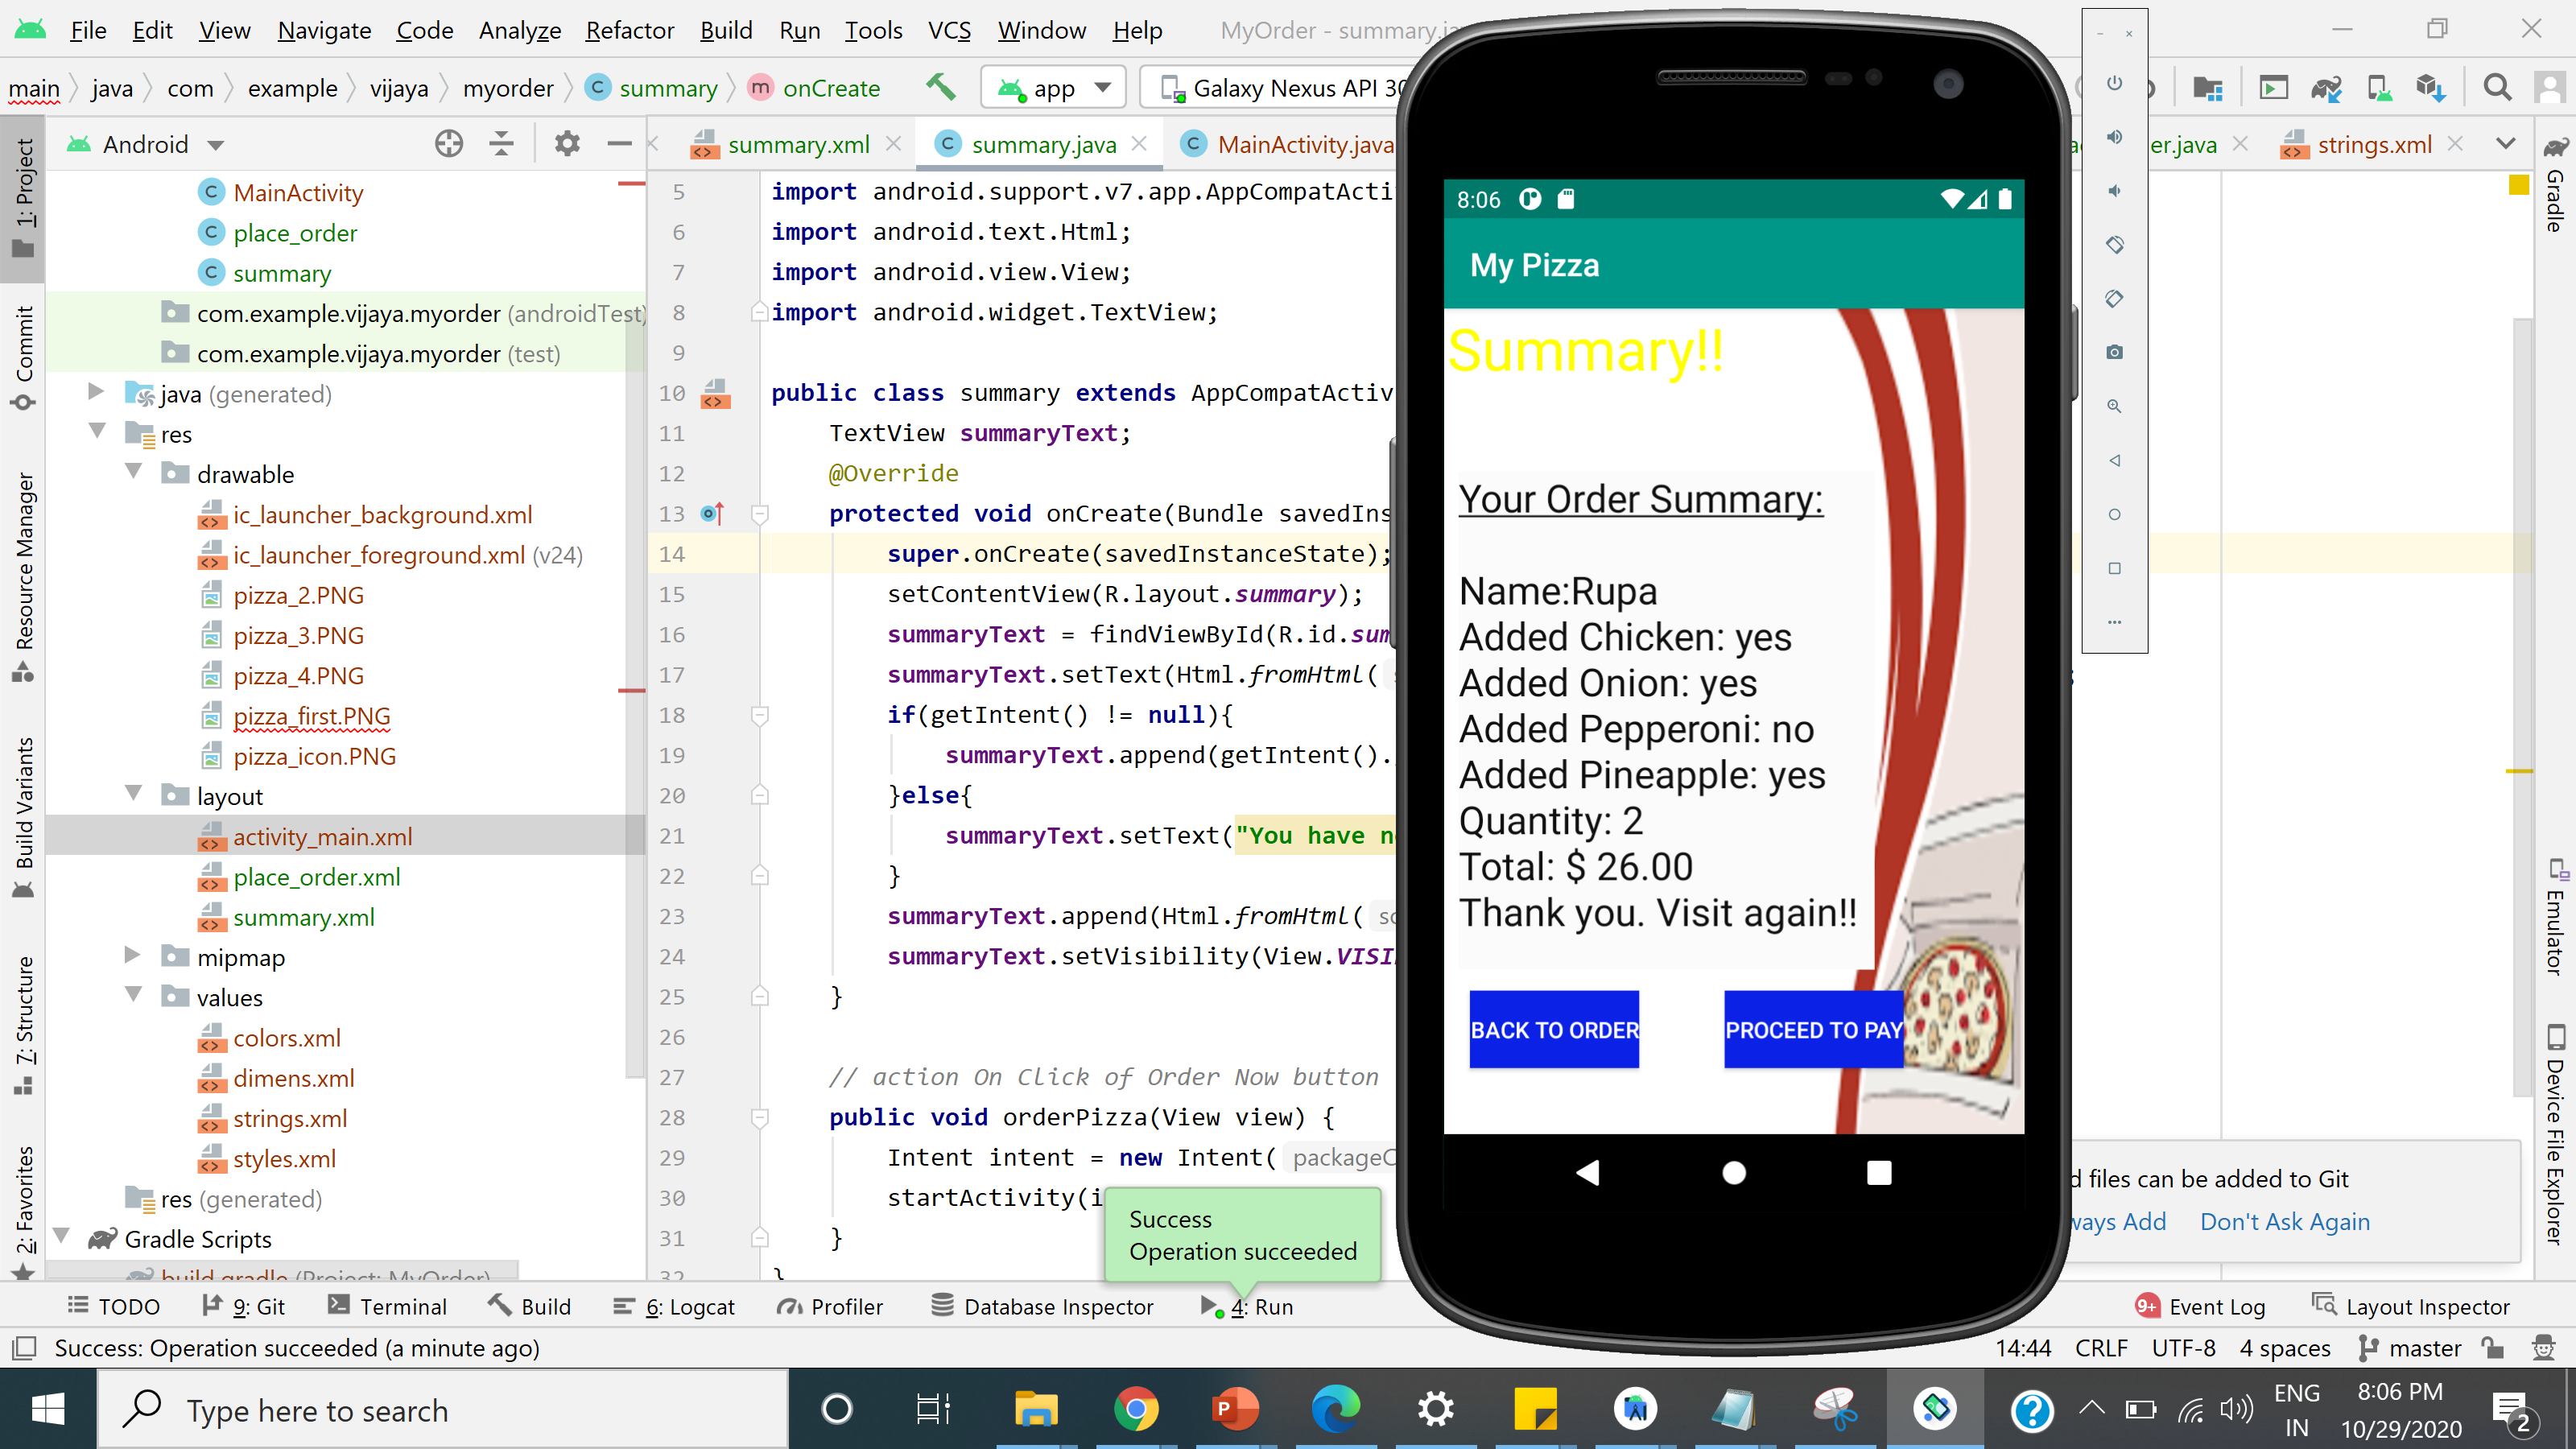 File Edit View Navigate Code Analyze Refactor Build Run Tools VCS Window Help MyOrder - summary.ja
main java com example vijaya myorder summary onCreate app Galaxy Nexus API 30
Android
summary.xml summary.java MainActivity.java er.java strings.xml
1: Project
Commit
Resource Manager
Build Variants
7: Structure
2: Favorites
MainActivity
place_order
summary
com.example.vijaya.myorder (androidTest)
com.example.vijaya.myorder (test)
java (generated)
res
drawable
ic_launcher_background.xml
ic_launcher_foreground.xml (v24)
pizza_2.PNG
pizza_3.PNG
pizza_4.PNG
pizza_first.PNG
pizza_icon.PNG
layout
activity_main.xml
place_order.xml
summary.xml
mipmap
values
colors.xml
dimens.xml
strings.xml
styles.xml
res (generated)
Gradle Scripts
build.gradle (Project: MyOrder)
5 import android.support.v7.app.AppCompatActi
6 import android.text.Html;
7 import android.view.View;
8 import android.widget.TextView;
9
10 public class summary extends AppCompatActiv
11 TextView summaryText;
12 @Override
13 protected void onCreate(Bundle savedIns
14 super.onCreate(savedInstanceState);
15 setContentView(R.layout.summary);
16 summaryText = findViewById(R.id.sum
17 summaryText.setText(Html.fromHtml( s
18 if(getIntent() != null){
19 summaryText.append(getIntent().
20 }else{
21 summaryText.setText("You have n
22 }
23 summaryText.append(Html.fromHtml( so
24 summaryText.setVisibility(View.VISI
25 }
26
27 // action On Click of Order Now button
28 public void orderPizza(View view) {
29 Intent intent = new Intent( packageC
30 startActivity(i
31 }
32 }
Success
Operation succeeded
8:06
My Pizza
Summary!!
Your Order Summary:
Name:Rupa
Added Chicken: yes
Added Onion: yes
Added Pepperoni: no
Added Pineapple: yes
Quantity: 2
Total: $ 26.00
Thank you. Visit again!!
BACK TO ORDER PROCEED TO PAY
Gradle
Emulator
Device File Explorer
d files can be added to Git
ways Add Don't Ask Again
TODO 9: Git Terminal Build 6: Logcat Profiler Database Inspector 4: Run 9+ Event Log Layout Inspector
Success: Operation succeeded (a minute ago) 14:44 CRLF UTF-8 4 spaces master
Type here to search
P
ENG
IN
8:06 PM
10/29/2020
2